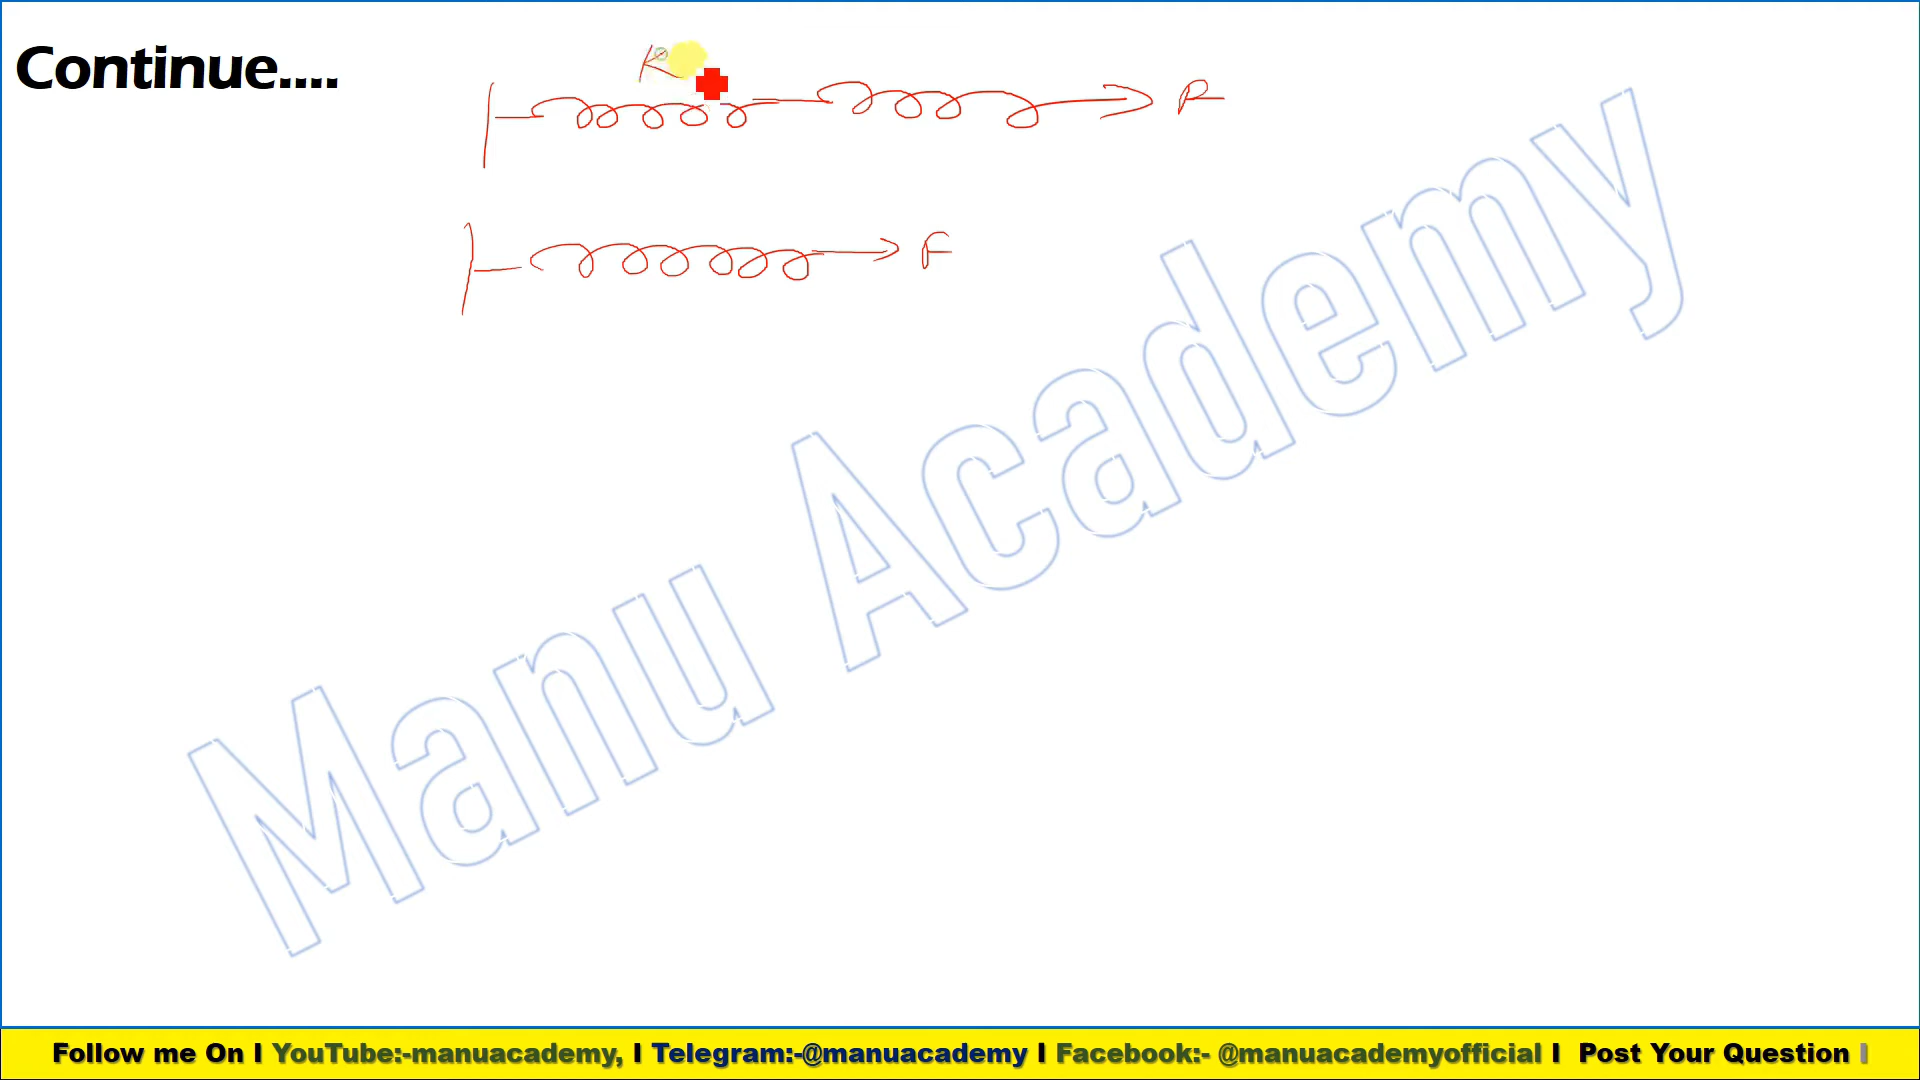 Continue....
K
F
F
Manu Academy
Follow me On I YouTube:-manuacademy, I Telegram:-@manuacademy I Facebook:- @manuacademyofficial I Post Your Question I